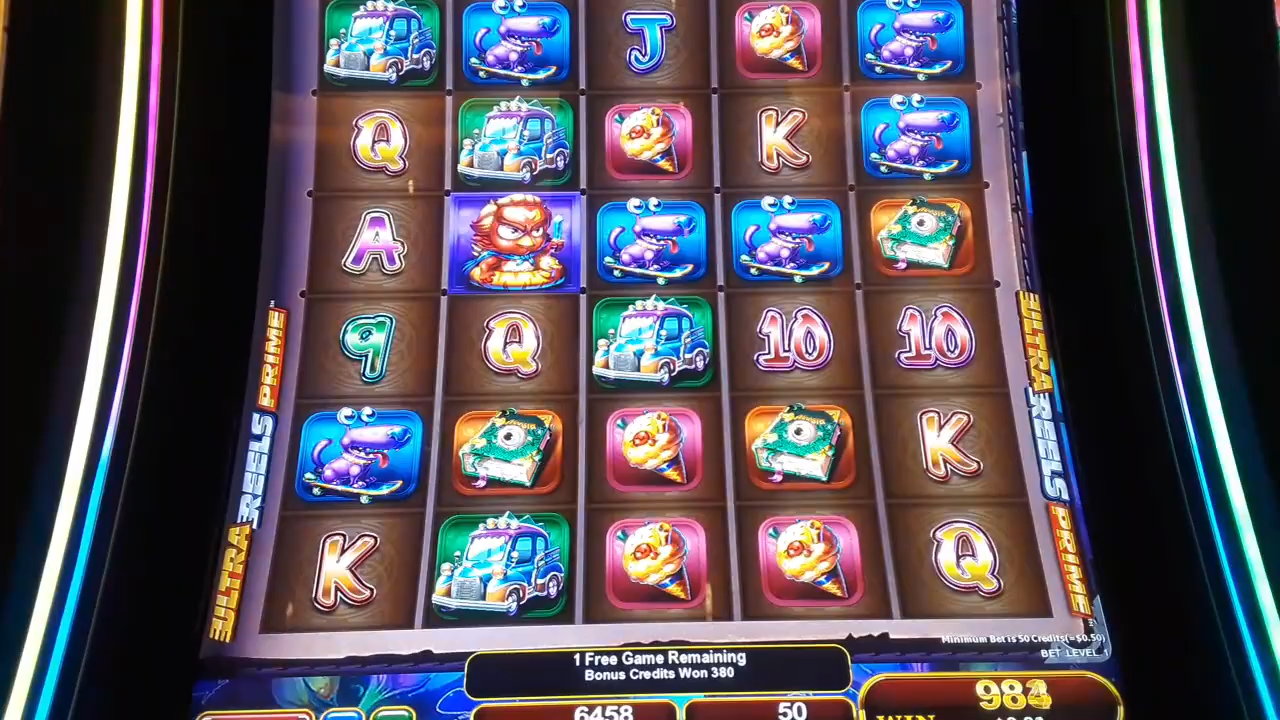 J
Q K
A
9 Q 10 10
K
K Q
ULTRA REELS PRIME
ULTRA REELS PRIME
Minimum Bet is 50 Credits(=$0.50)
BET LEVEL 1
1 Free Game Remaining
Bonus Credits Won 380
6458 50 984
WIN